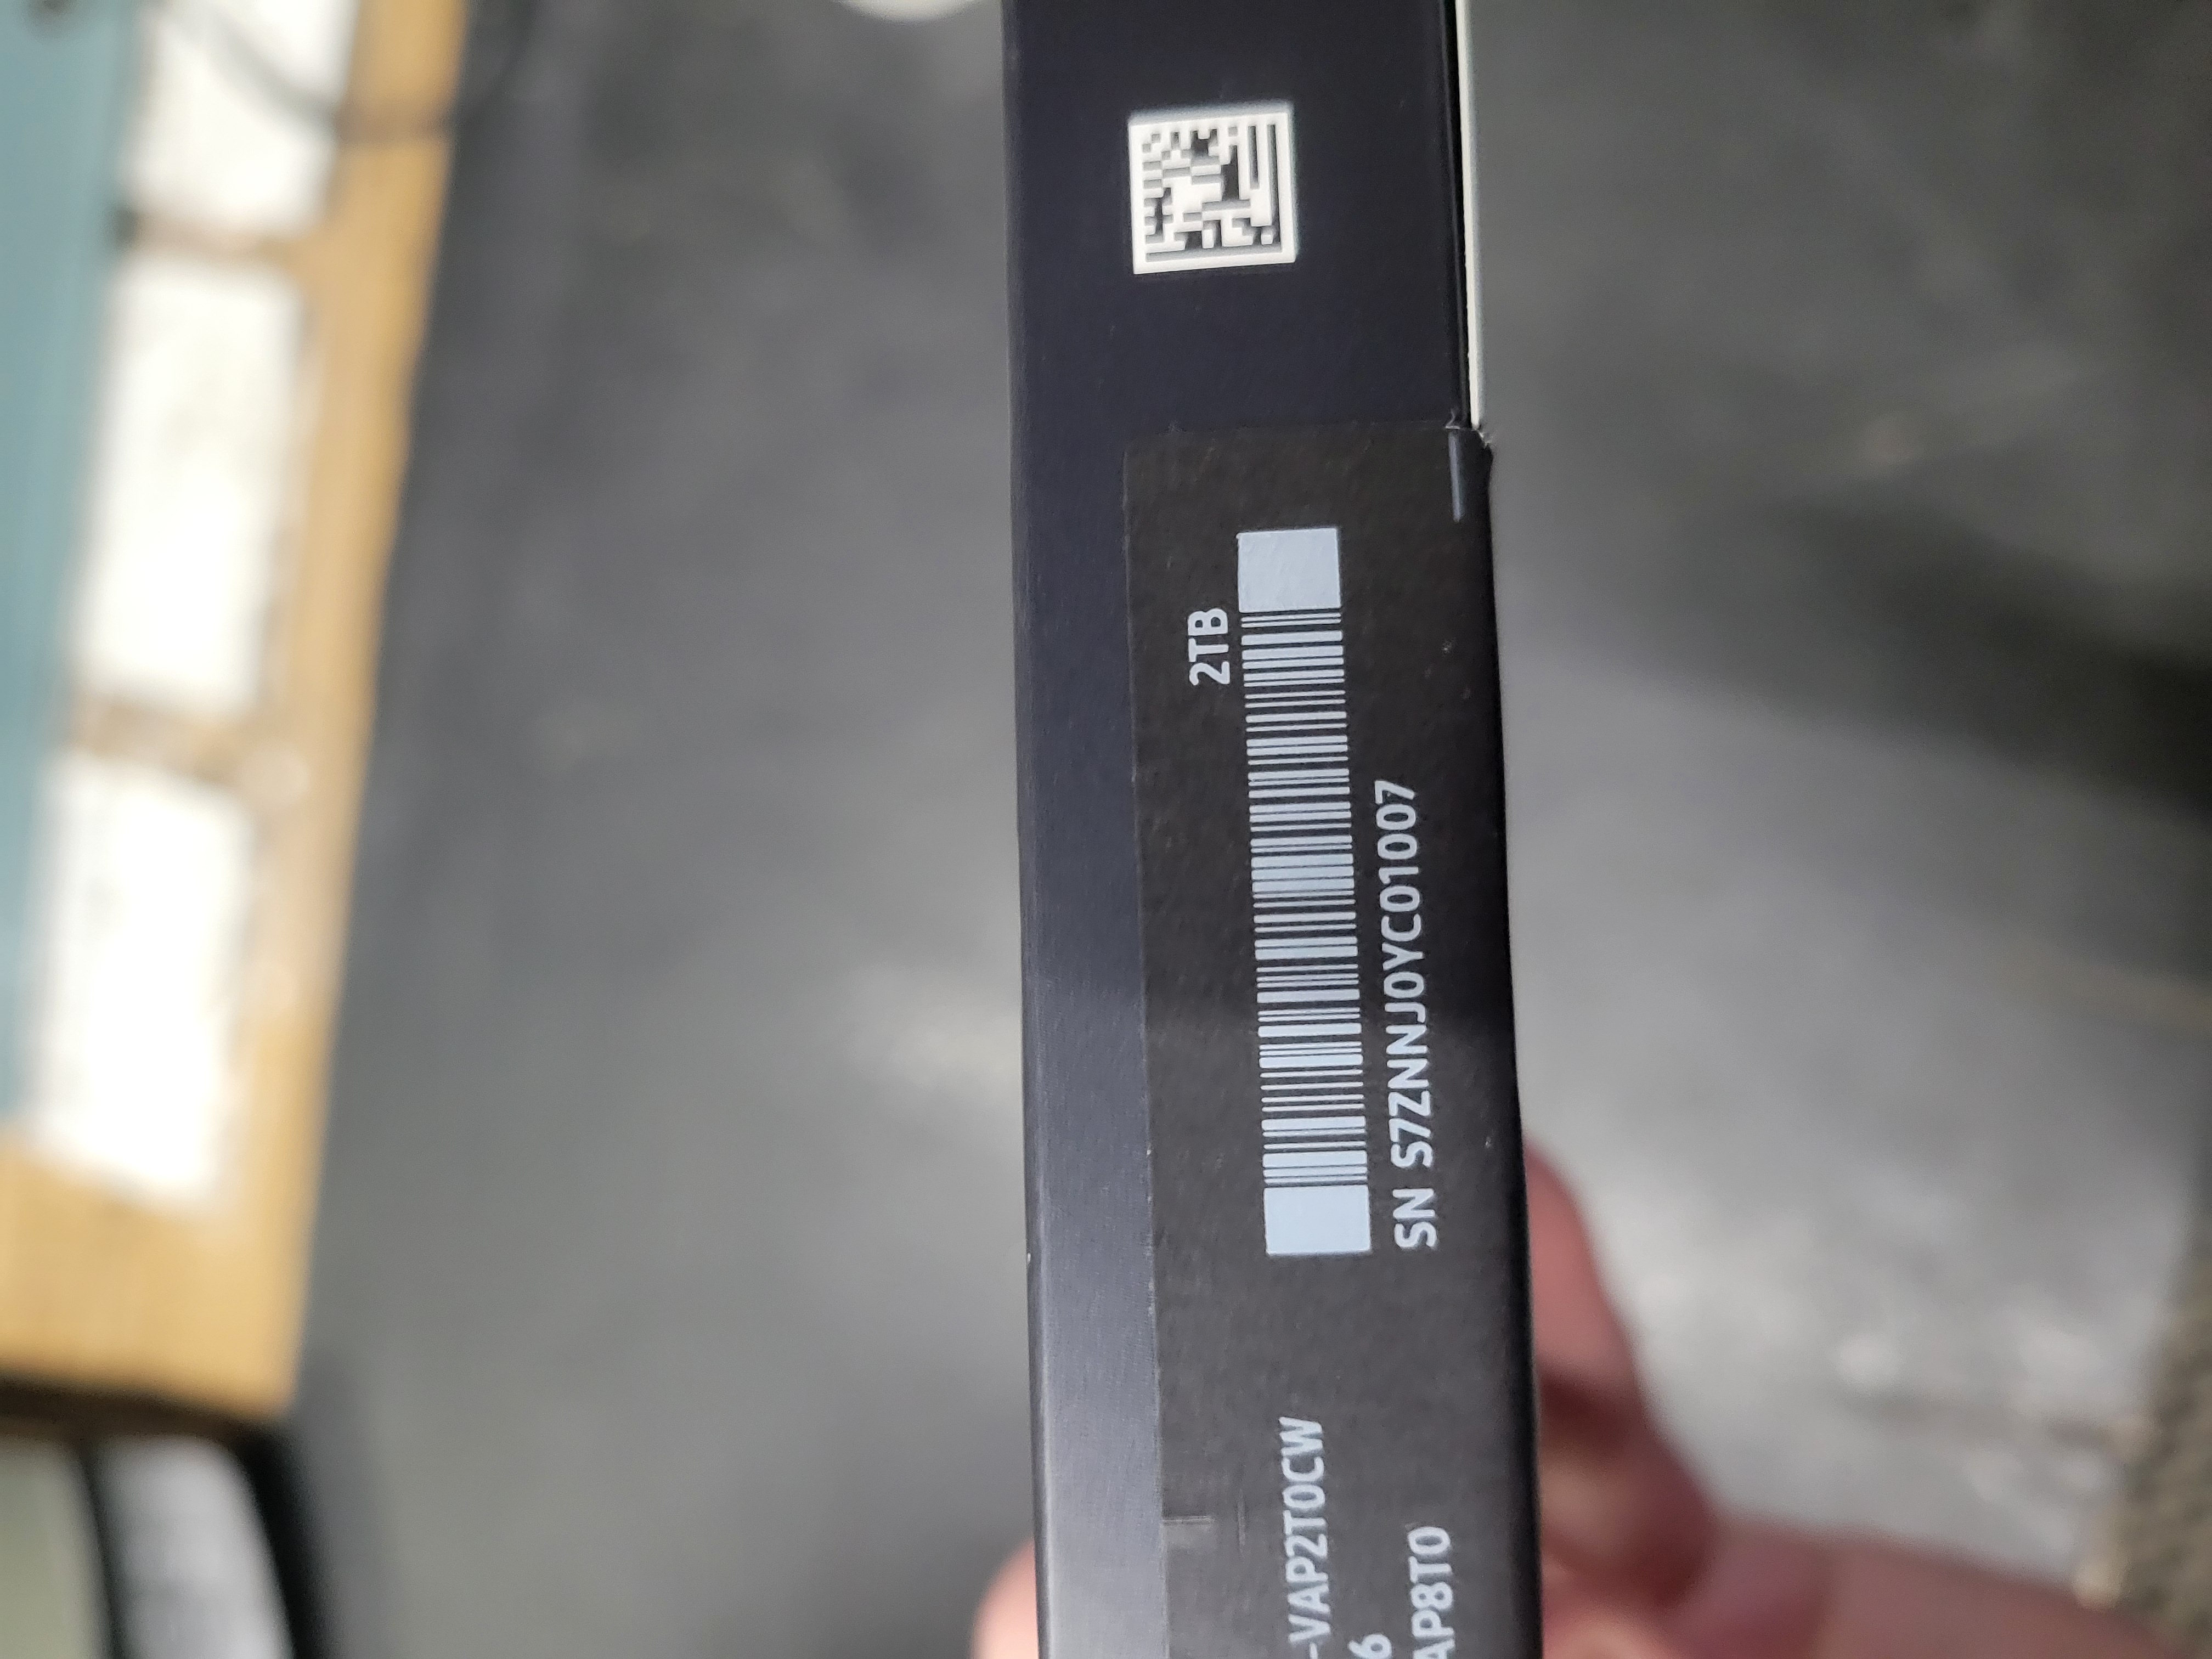 2TB
SN S7ZNNJ0YC01007
-VAP2T0CW
6
AP8T0